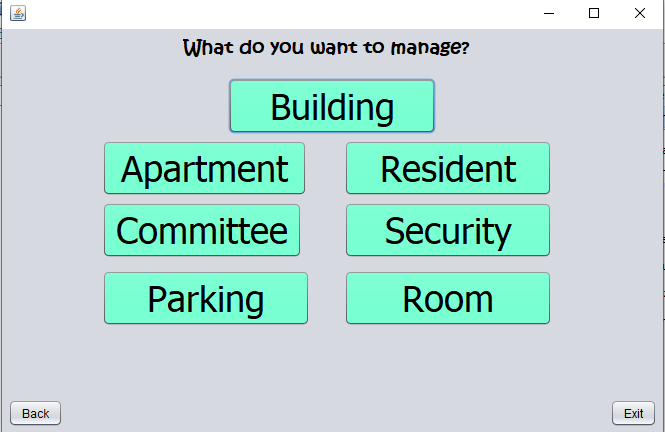 What do you want to manage?
Building
Apartment Resident
Committee Security
Parking Room
Back Exit